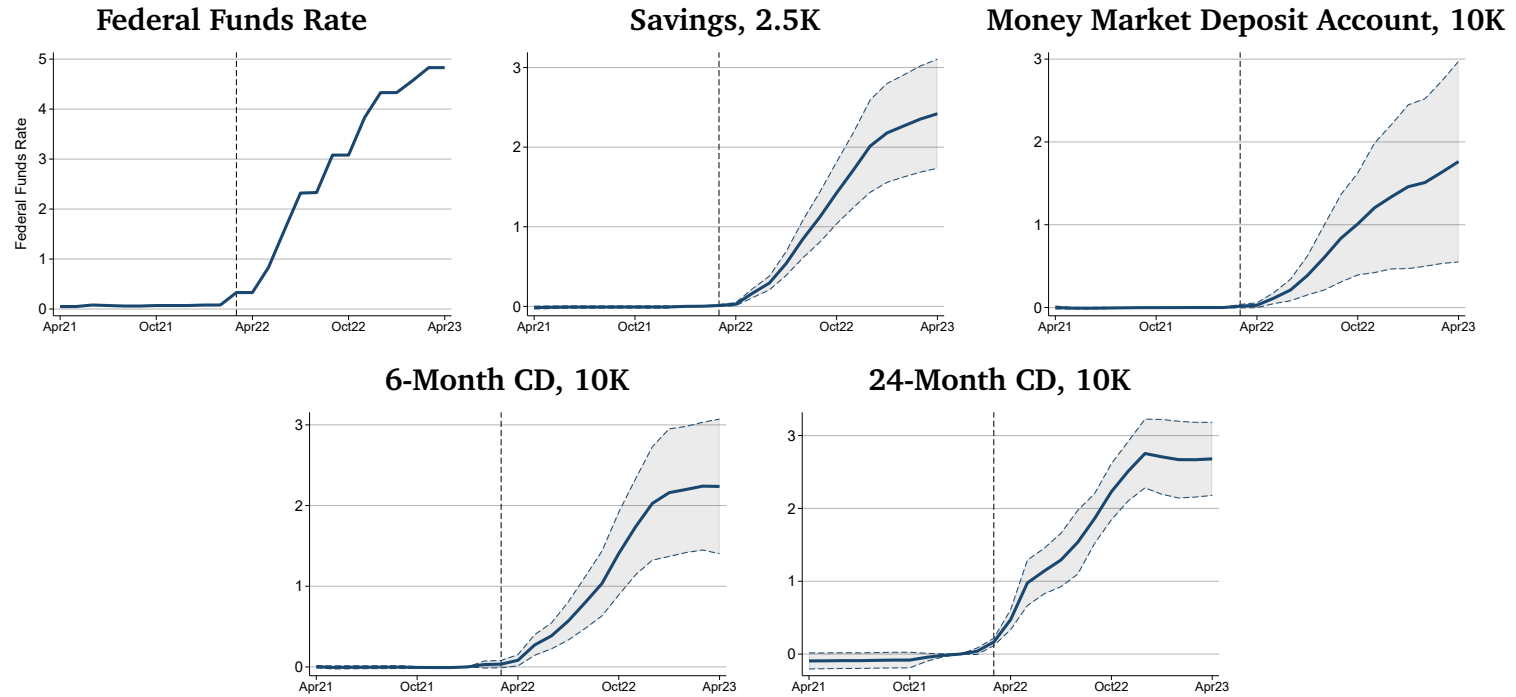 Federal Funds Rate
Federal Funds Rate
5
4
3
2
1
0
Apr21 Oct21 Apr22 Oct22 Apr23
Savings, 2.5K
3
2
1
0
Apr21 Oct21 Apr22 Oct22 Apr23
Money Market Deposit Account, 10K
3
2
1
0
Apr21 Oct21 Apr22 Oct22 Apr23
6-Month CD, 10K
3
2
1
0
Apr21 Oct21 Apr22 Oct22 Apr23
24-Month CD, 10K
3
2
1
0
Apr21 Oct21 Apr22 Oct22 Apr23